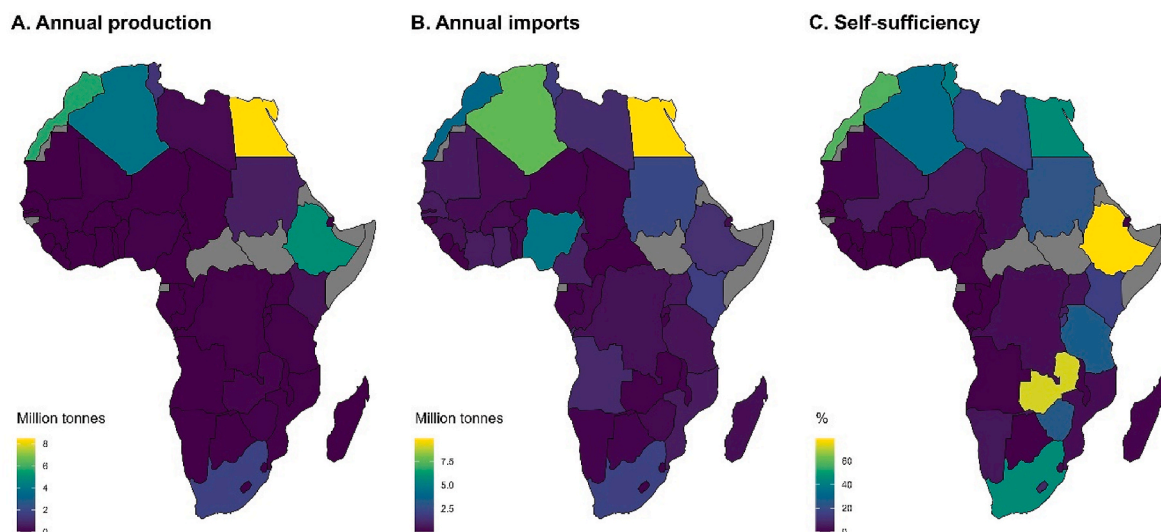 A. Annual production
B. Annual imports
C. Self-sufficiency
Million tonnes
8
6
4
2
0
Million tonnes
7.5
5.0
2.5
%
60
40
20
0